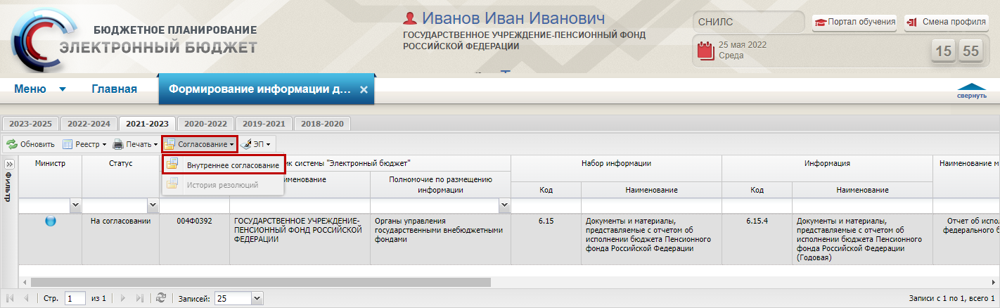 БЮДЖЕТНОЕ ПЛАНИРОВАНИЕ
ЭЛЕКТРОННЫЙ БЮДЖЕТ
Иванов Иван Иванович
ГОСУДАРСТВЕННОЕ УЧРЕЖДЕНИЕ-ПЕНСИОННЫЙ ФОНД
РОССИЙСКОЙ ФЕДЕРАЦИИ
СНИЛС
Портал обучения
Смена профиля
25 мая 2022
Среда
15 55
Меню
Главная
Формирование информации д...
свернуть
2023-2025
2022-2024
2021-2023
2020-2022
2019-2021
2018-2020
Обновить
Реестр
Печать
Согласование
ЭП
Внутреннее согласование
История резолюций
Фильтр
Министр
Статус
ик системы "Электронный бюджет"
именование
Полномочие по размещению
информации
Набор информации
Код
Наименование
Информация
Код
Наименование
Наименование м
На согласовании
004Ф0392
ГОСУДАРСТВЕННОЕ УЧРЕЖДЕНИЕ-
ПЕНСИОННЫЙ ФОНД РОССИЙСКОЙ
ФЕДЕРАЦИИ
Органы управления
государственными внебюджетными
фондами
6.15
Документы и материалы,
представляемые с отчетом об
исполнении бюджета Пенсионного
фонда Российской Федерации
6.15.4
Документы и материалы,
представляемые с отчетом об
исполнении бюджета Пенсионного
фонда Российской Федерации
(Годовая)
Отчет об испо
федерального б
Стр. 1 из 1
Записей: 25
Записи с 1 по 1, всего 1